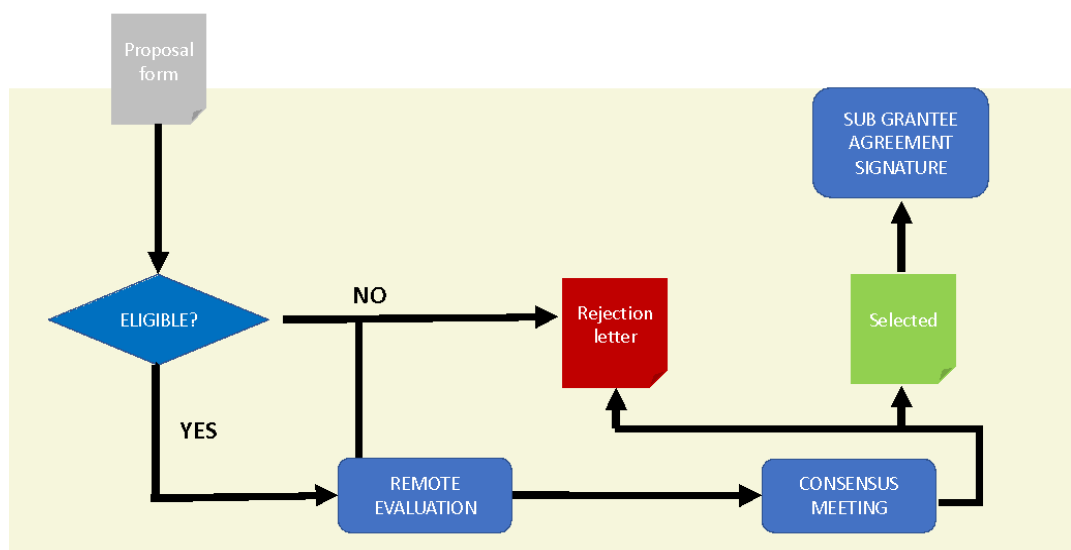 Proposal
form
SUB GRANTEE
AGREEMENT
SIGNATURE
ELIGIBLE?
NO
Rejection
letter
Selected
YES
REMOTE
EVALUATION
CONSENSUS
MEETING